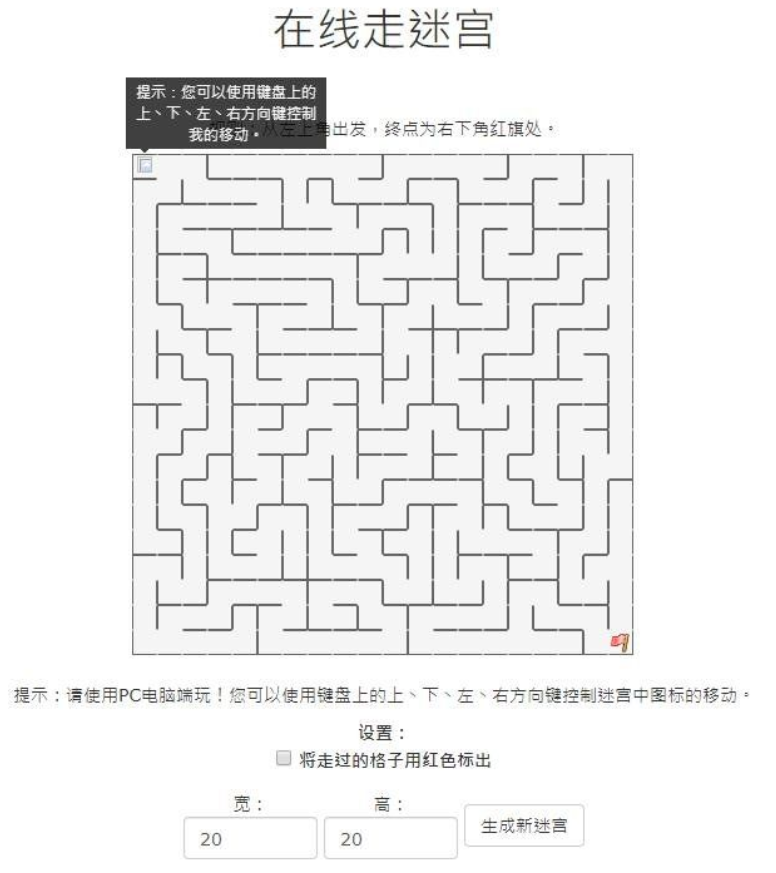 在线走迷宫
提示：您可以使用键盘上的
上、下、左、右方向键控制
我的移动。
从左上角出发，终点为右下角红旗处。
提示：请使用PC电脑端玩！您可以使用键盘上的上、下、左、右方向键控制迷宫中图标的移动。
设置：
将走过的格子用红色标出
宽： 高：
20 20 生成新迷宫